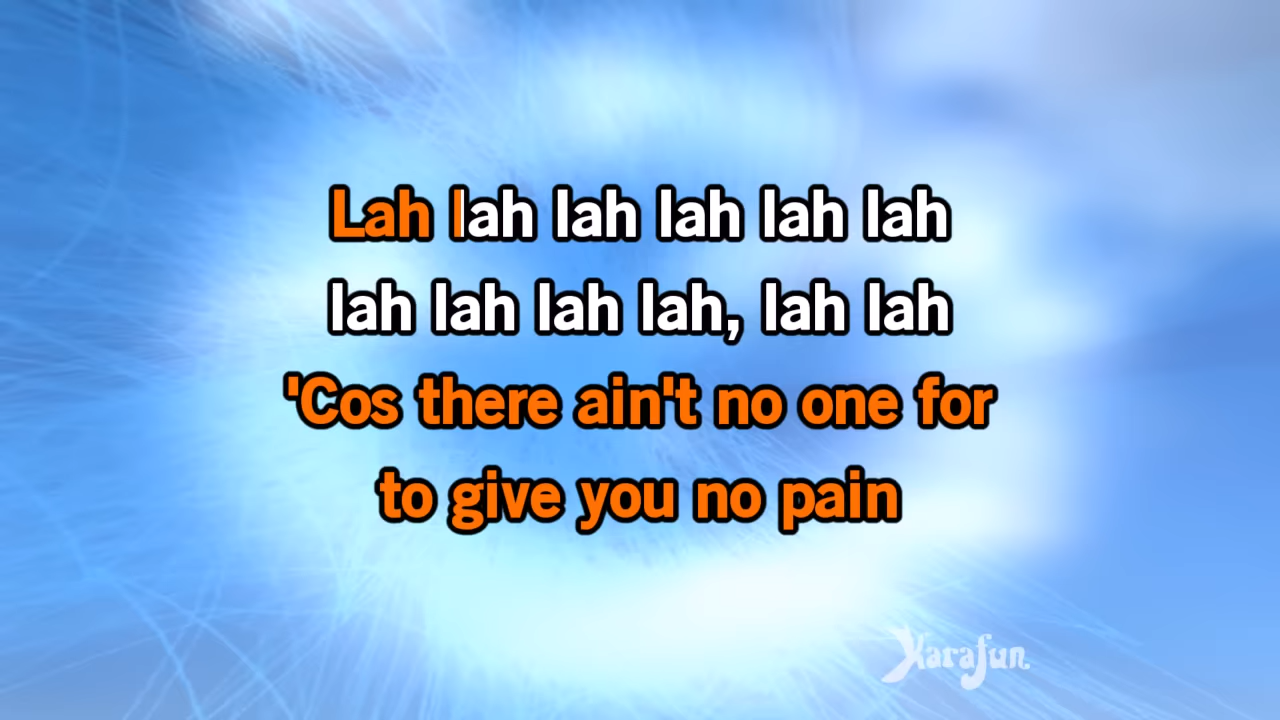 Lah lah lah lah lah lah
lah lah lah lah, lah lah
'Cos there ain't no one for
to give you no pain
Karafun